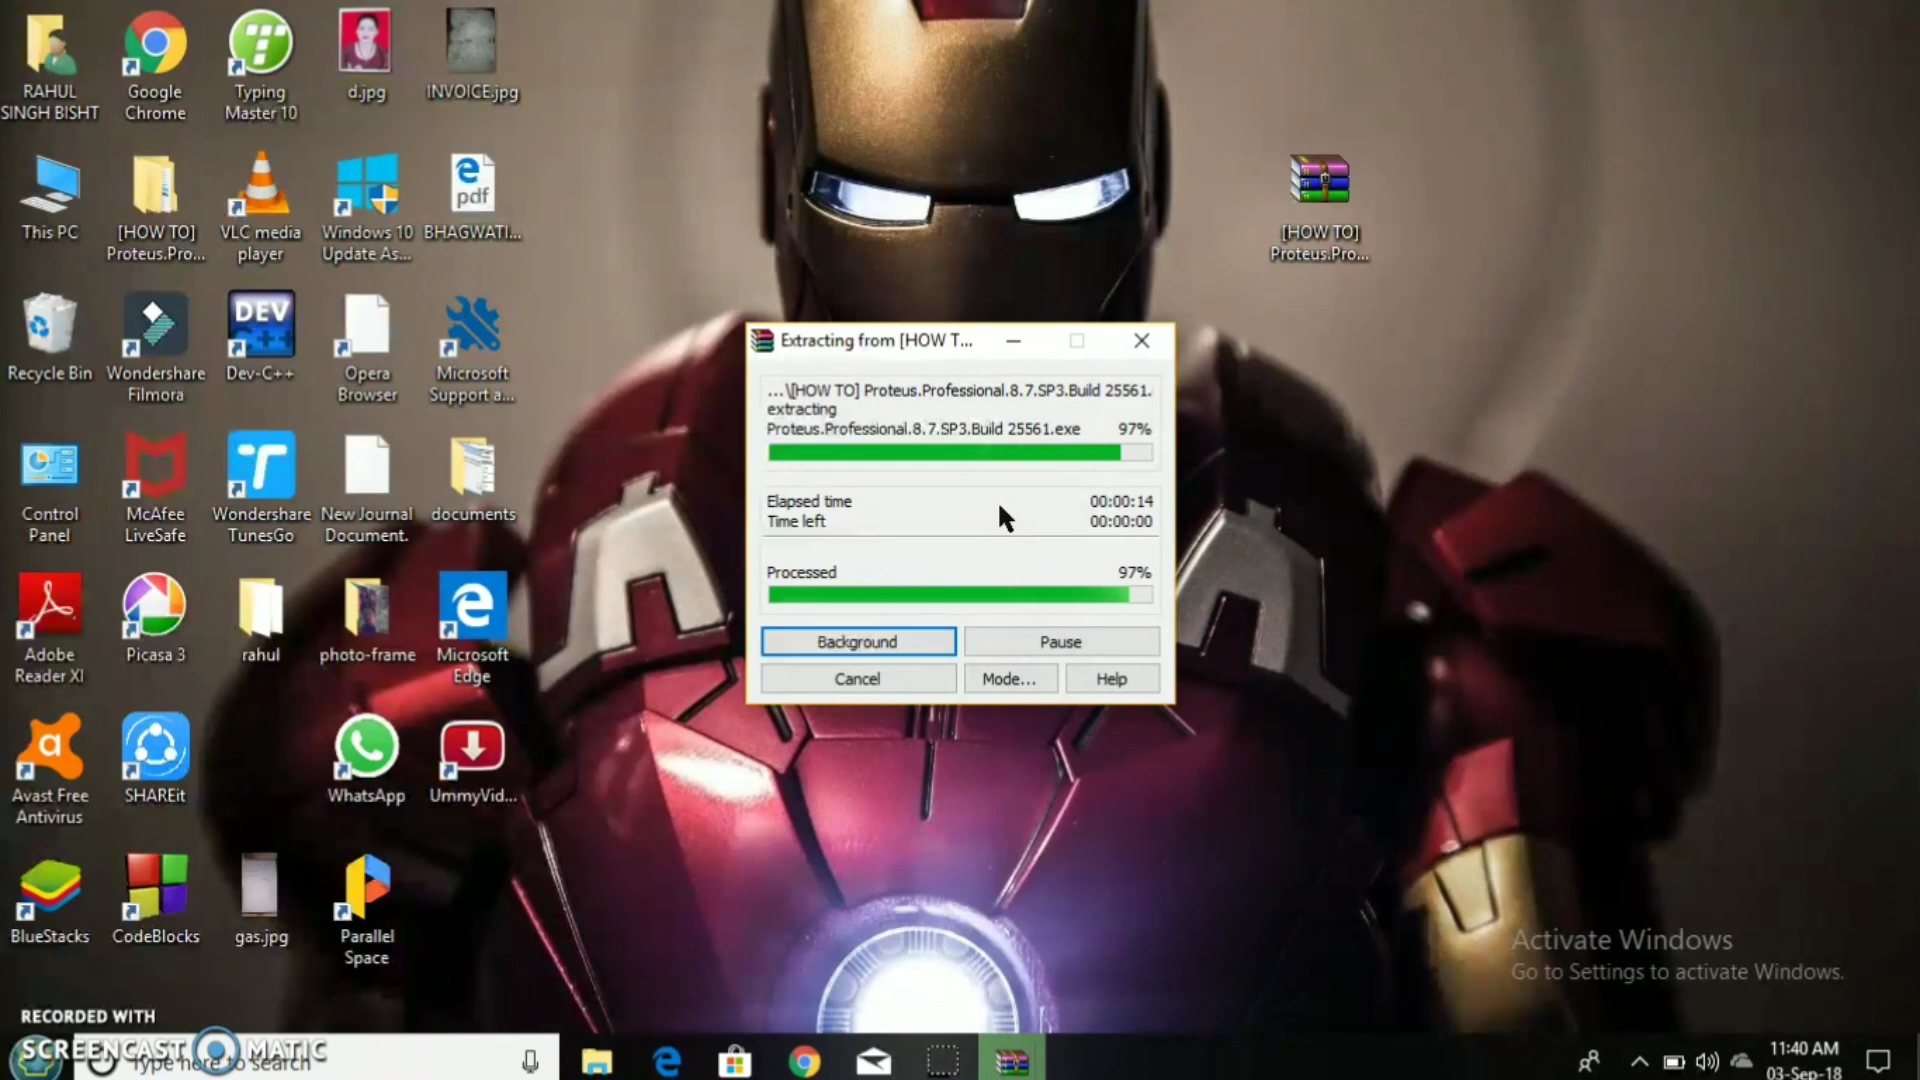 RAHUL
SINGH BISHT
Google
Chrome
Typing
Master 10
d.jpg
INVOICE.jpg
This PC
[HOW TO]
Proteus.Pro...
VLC media
player
Windows 10
Update As...
pdf
BHAGWATI...
[HOW TO]
Proteus.Pro...
Recycle Bin
Wondershare
Filmora
DEV
C++
Dev-C++
Opera
Browser
Microsoft
Support a...
Control
Panel
McAfee
LiveSafe
Wondershare
TunesGo
New Journal
Document.
documents
Adobe
Reader XI
Picasa 3
rahul
photo-frame
Microsoft
Edge
Avast Free
Antivirus
SHAREit
WhatsApp
UmmyVid...
BlueStacks
CodeBlocks
gas.jpg
Parallel
Space
Extracting from [HOW T...
...\[HOW TO] Proteus.Professional.8.7.SP3.Build 25561.
extracting
Proteus.Professional.8.7.SP3.Build 25561.exe 97%
Elapsed time 00:00:14
Time left 00:00:00
Processed 97%
Background Pause
Cancel Mode... Help
Activate Windows
Go to Settings to activate Windows.
RECORDED WITH
SCREENCAST MATIC
Type here to search
11:40 AM
03-Sep-18